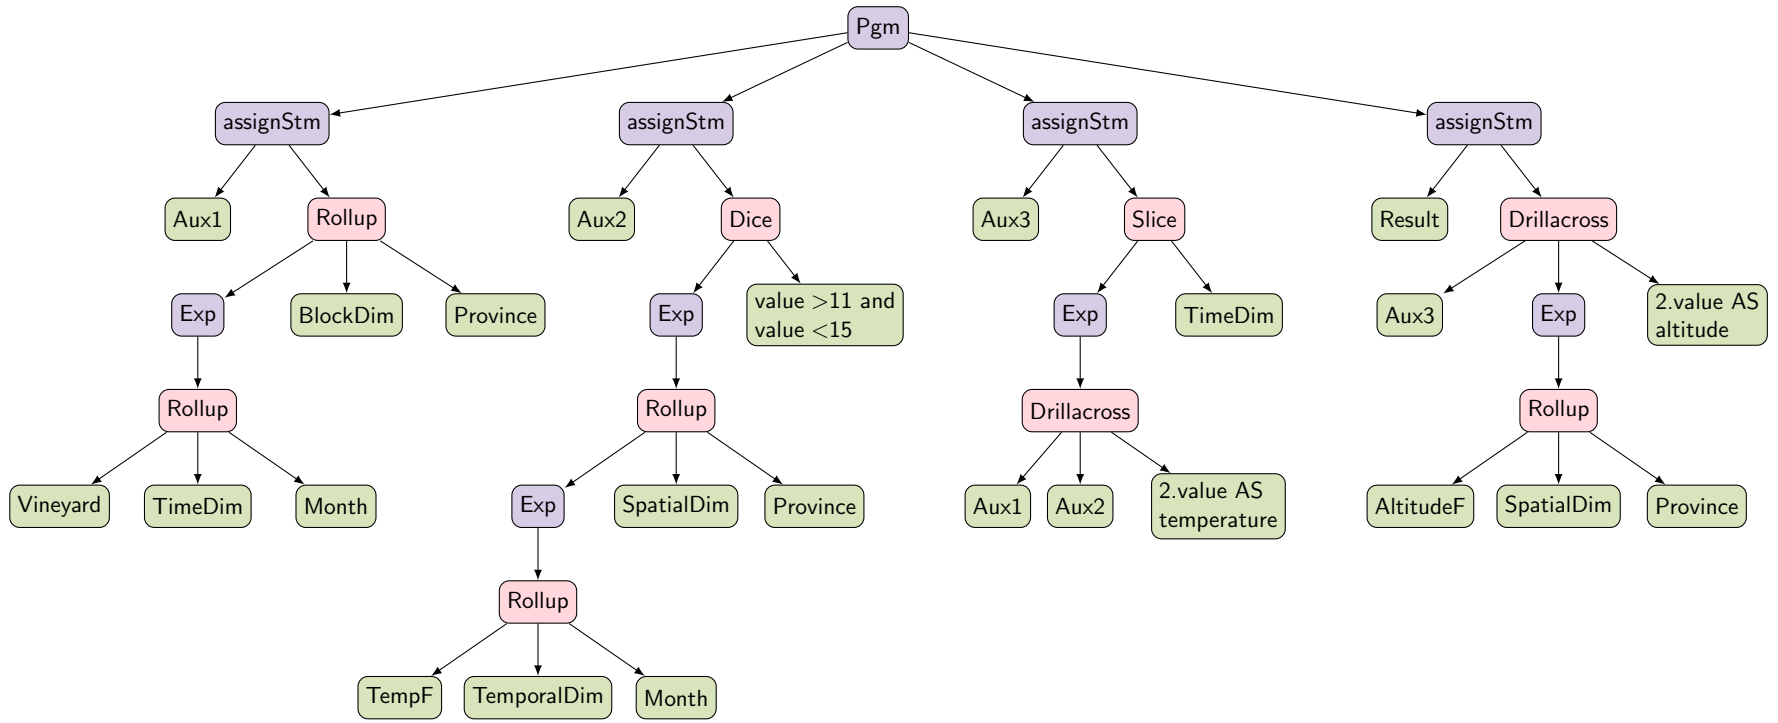 Pgm
assignStm
assignStm
assignStm
assignStm
Aux1
Rollup
Aux2
Dice
Aux3
Slice
Result
Drillacross
Exp
BlockDim
Province
Exp
value >11 and
value <15
Exp
TimeDim
Aux3
Exp
2.value AS
altitude
Rollup
Rollup
Drillacross
Rollup
Vineyard
TimeDim
Month
Exp
SpatialDim
Province
Aux1
Aux2
2.value AS
temperature
AltitudeF
SpatialDim
Province
Rollup
TempF
TemporalDim
Month